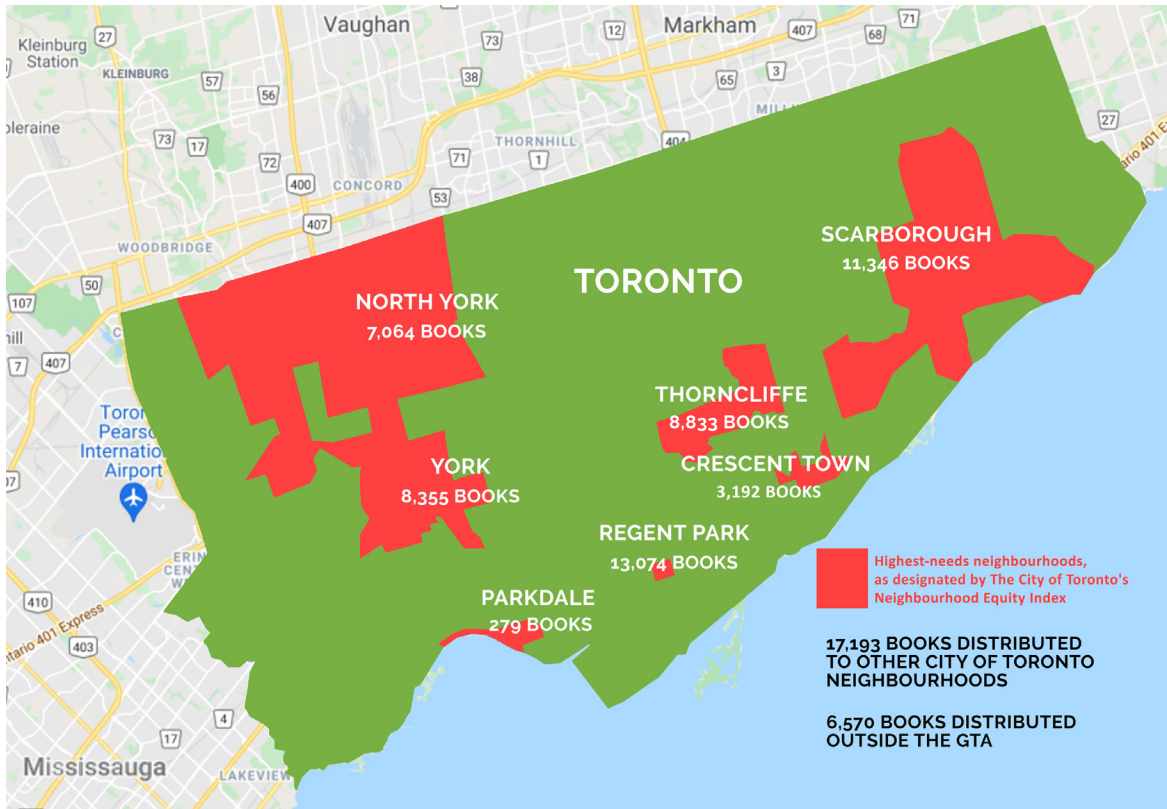 Vaughan
Markham
Kleinburg
Station
27
KLEINBURG
57
56
73
38
12
407
68
71
65
3
73
17
72
400
407
CONCORD
71
THORNHILL
1
404
53
27
WOODBRIDGE
50
107
7
407
oleraine
TORONTO
NORTH YORK
7,064 BOOKS
SCARBOROUGH
11,346 BOOKS
THORNCLIFFE
8,833 BOOKS
CRESCENT TOWN
3,192 BOOKS
YORK
8,355 BOOKS
REGENT PARK
13,074 BOOKS
PARKDALE
279 BOOKS
Pearso
Internatio
Airport
410
Ontario 401 Express
403
4
17
Mississauga
LAKEVIEW
Highest-needs neighbourhoods,
as designated by The City of Toronto's
Neighbourhood Equity Index
17,193 BOOKS DISTRIBUTED
TO OTHER CITY OF TORONTO
NEIGHBOURHOODS
6,570 BOOKS DISTRIBUTED
OUTSIDE THE GTA